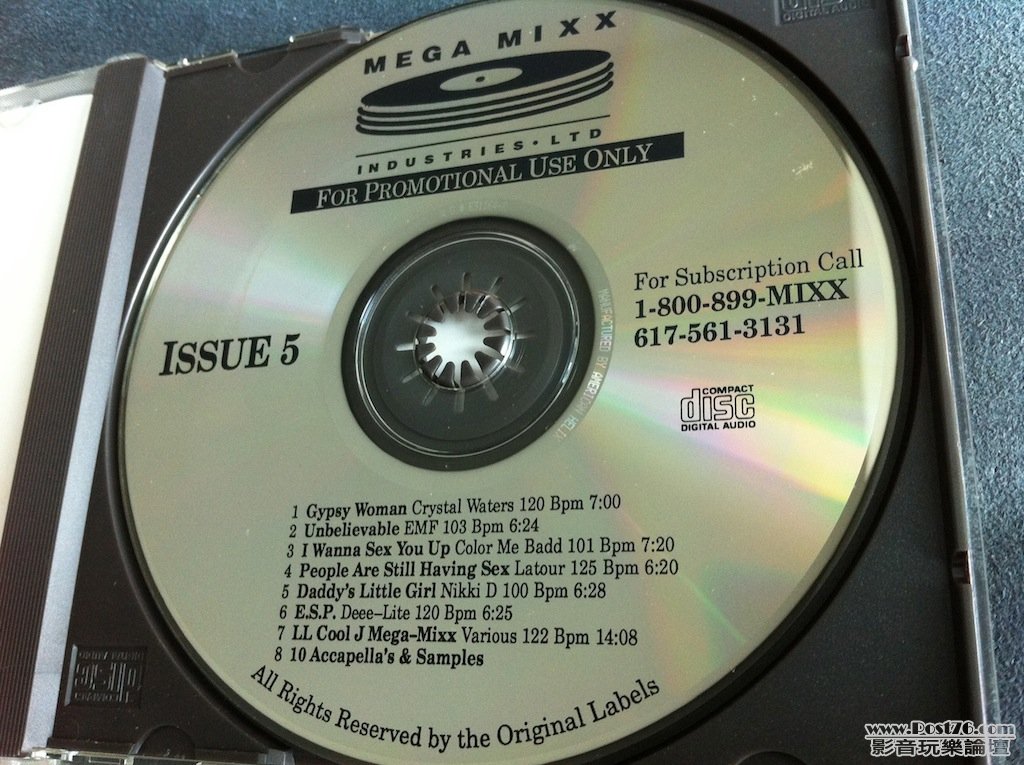 MEGA MIXX
INDUSTRIES • LTD
FOR PROMOTIONAL USE ONLY
ISSUE 5
For Subscription Call
1-800-899-MIXX
617-561-3131
COMPACT
disc
DIGITAL AUDIO
MANUFACTURED BY AMERICAN HELIX
1 Gypsy Woman Crystal Waters 120 Bpm 7:00
2 Unbelievable EMF 103 Bpm 6:24
3 I Wanna Sex You Up Color Me Badd 101 Bpm 7:20
4 People Are Still Having Sex Latour 125 Bpm 6:20
5 Daddy's Little Girl Nikki D 100 Bpm 6:28
6 E.S.P. Deee-Lite 120 Bpm 6:25
7 LL Cool J Mega-Mixx Various 122 Bpm 14:08
8 10 Accapella's & Samples
All Rights Reserved by the Original Labels
www.Post76.com
影音玩樂論壇